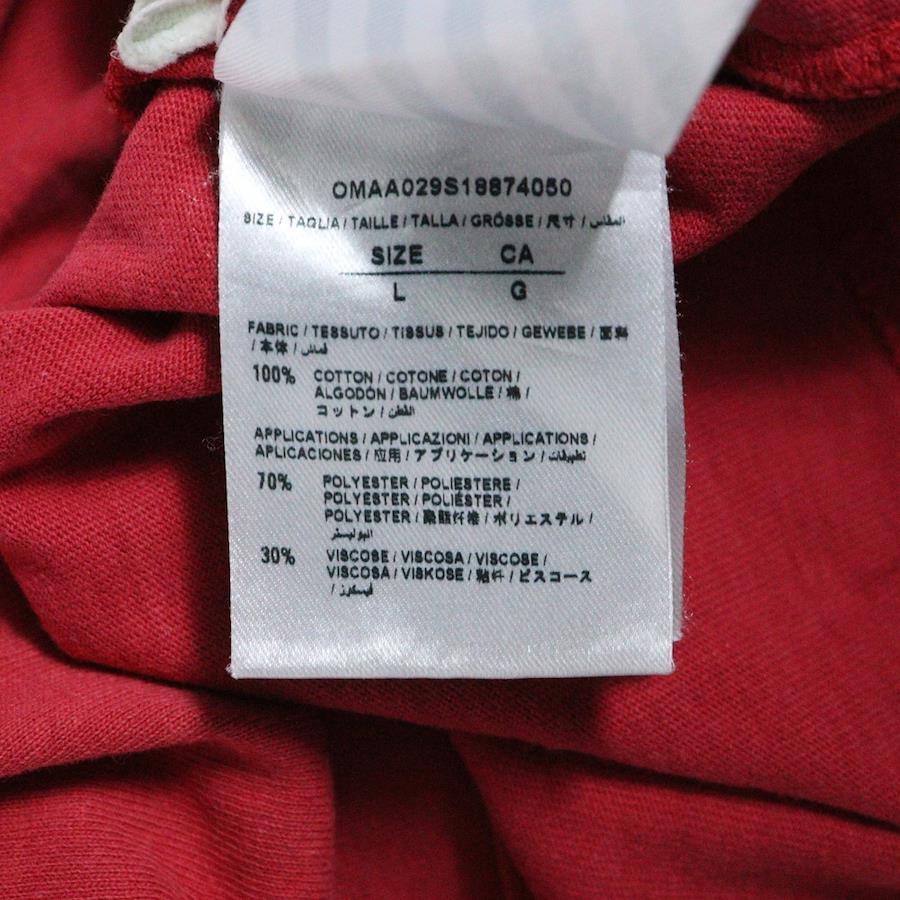 OMAA029S18874050
SIZE / TAGLIA / TAILLE / TALLA / GRÖSSE / 尺寸 / المقاس
SIZE CA
L G
FABRIC / TESSUTO / TISSUS / TEJIDO / GEWEBE / 面料
/ 本体 / قماش
100% COTTON / COTONE / COTON /
ALGODÓN / BAUMWOLLE / 棉 /
コットン / القطن
APPLICATIONS / APPLICAZIONI / APPLICATIONS /
APLICACIONES / 应用 / アプリケーション / تطبيقات
70% POLYESTER / POLIESTERE /
POLYESTER / POLIÉSTER /
POLYESTER / 聚酯纤维 / ポリエステル /
البوليستر
30% VISCOSE / VISCOSA / VISCOSE /
VISCOSA / VISKOSE / 粘纤 / ビスコース
/ فيسكوز